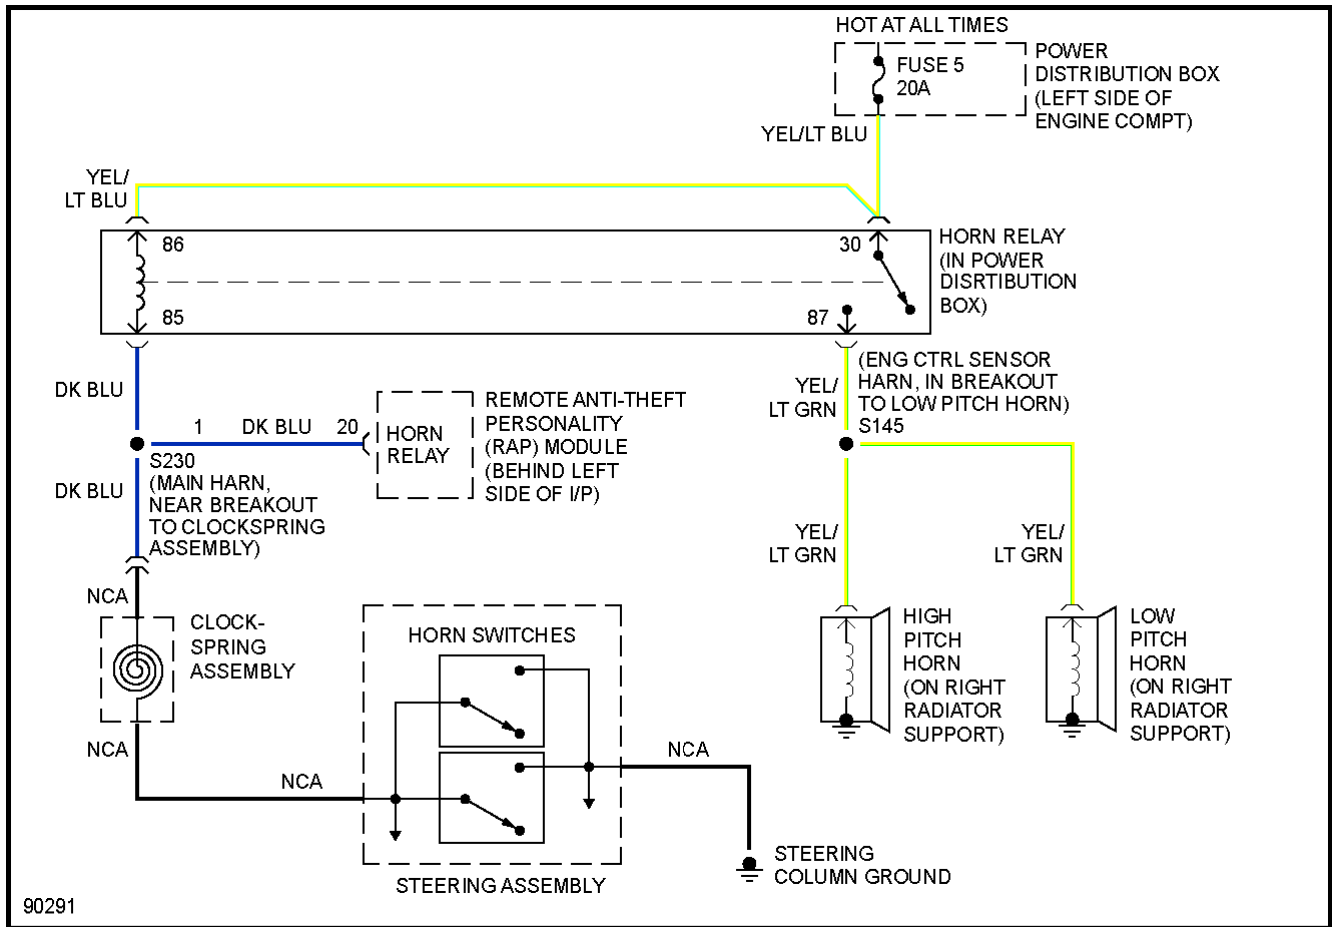 HOT AT ALL TIMES
FUSE 5
20A
POWER
DISTRIBUTION BOX
(LEFT SIDE OF
ENGINE COMPT)
YEL/LT BLU
YEL/
LT BLU
86
30
85
87
HORN RELAY
(IN POWER
DISRTIBUTION
BOX)
DK BLU
1
DK BLU
20
HORN
RELAY
REMOTE ANTI-THEFT
PERSONALITY
(RAP) MODULE
(BEHIND LEFT
SIDE OF I/P)
YEL/
LT GRN
(ENG CTRL SENSOR
HARN, IN BREAKOUT
TO LOW PITCH HORN)
S145
S230
(MAIN HARN,
NEAR BREAKOUT
TO CLOCKSPRING
ASSEMBLY)
DK BLU
YEL/
LT GRN
YEL/
LT GRN
NCA
CLOCK-
SPRING
ASSEMBLY
NCA
NCA
HORN SWITCHES
STEERING ASSEMBLY
NCA
STEERING
COLUMN GROUND
HIGH
PITCH
HORN
(ON RIGHT
RADIATOR
SUPPORT)
LOW
PITCH
HORN
(ON RIGHT
RADIATOR
SUPPORT)
90291